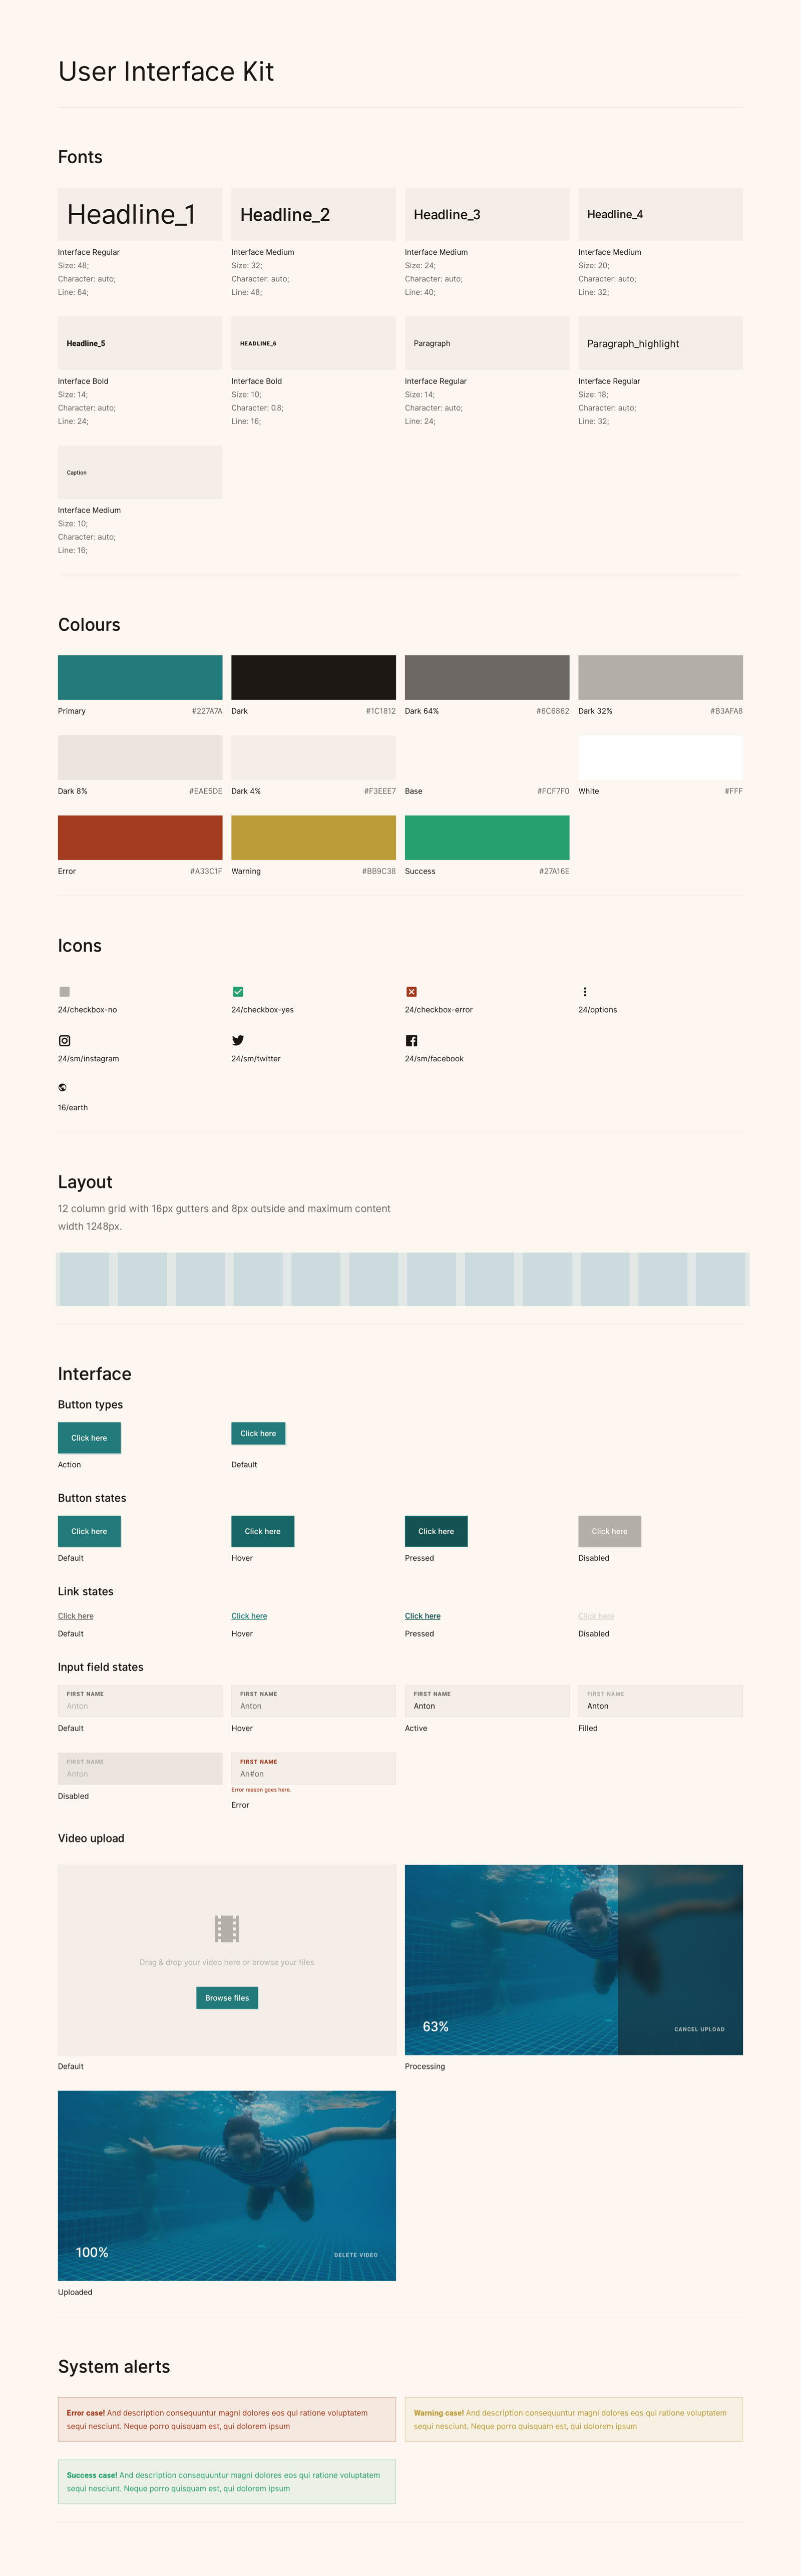 User Interface Kit
Fonts
Headline_1
Headline_2
Headline_3
Headline_4
Interface Regular
Size: 48;
Character: auto;
Line: 64;
Interface Medium
Size: 32;
Character: auto;
Line: 48;
Interface Medium
Size: 24;
Character: auto;
Line: 40;
Interface Medium
Size: 20;
Character: auto;
Line: 32;
Headline_5
HEADLINE_6
Paragraph
Paragraph_highlight
Interface Bold
Size: 14;
Character: auto;
Line: 24;
Interface Bold
Size: 10;
Character: 0.8;
Line: 16;
Interface Regular
Size: 14;
Character: auto;
Line: 24;
Interface Regular
Size: 18;
Character: auto;
Line: 32;
Caption
Interface Medium
Size: 10;
Character: auto;
Line: 16;
Colours
Primary #227A7A
Dark #1C1812
Dark 64% #6C6862
Dark 32% #B3AFA8
Dark 8% #EAE5DE
Dark 4% #F3EEE7
Base #FCF7F0
White #FFF
Error #A33C1F
Warning #BB9C38
Success #27A16E
Icons
24/checkbox-no
24/checkbox-yes
24/checkbox-error
24/options
24/sm/instagram
24/sm/twitter
24/sm/facebook
16/earth
Layout
12 column grid with 16px gutters and 8px outside and maximum content
width 1248px.
Interface
Button types
Click here
Click here
Action
Default
Button states
Click here
Click here
Click here
Click here
Default
Hover
Pressed
Disabled
Link states
Click here
Click here
Click here
Click here
Default
Hover
Pressed
Disabled
Input field states
FIRST NAME
Anton
FIRST NAME
Anton
FIRST NAME
Anton
FIRST NAME
Anton
Default
Hover
Active
Filled
FIRST NAME
Anton
Disabled
FIRST NAME
An#on
Error reason goes here.
Error
Video upload
Drag & drop your video here or browse your files
Browse files
63%
CANCEL UPLOAD
Default
Processing
100%
DELETE VIDEO
Uploaded
System alerts
Error case! And description consequuntur magni dolores eos qui ratione voluptatem
sequi nesciunt. Neque porro quisquam est, qui dolorem ipsum
Warning case! And description consequuntur magni dolores eos qui ratione voluptatem
sequi nesciunt. Neque porro quisquam est, qui dolorem ipsum
Success case! And description consequuntur magni dolores eos qui ratione voluptatem
sequi nesciunt. Neque porro quisquam est, qui dolorem ipsum